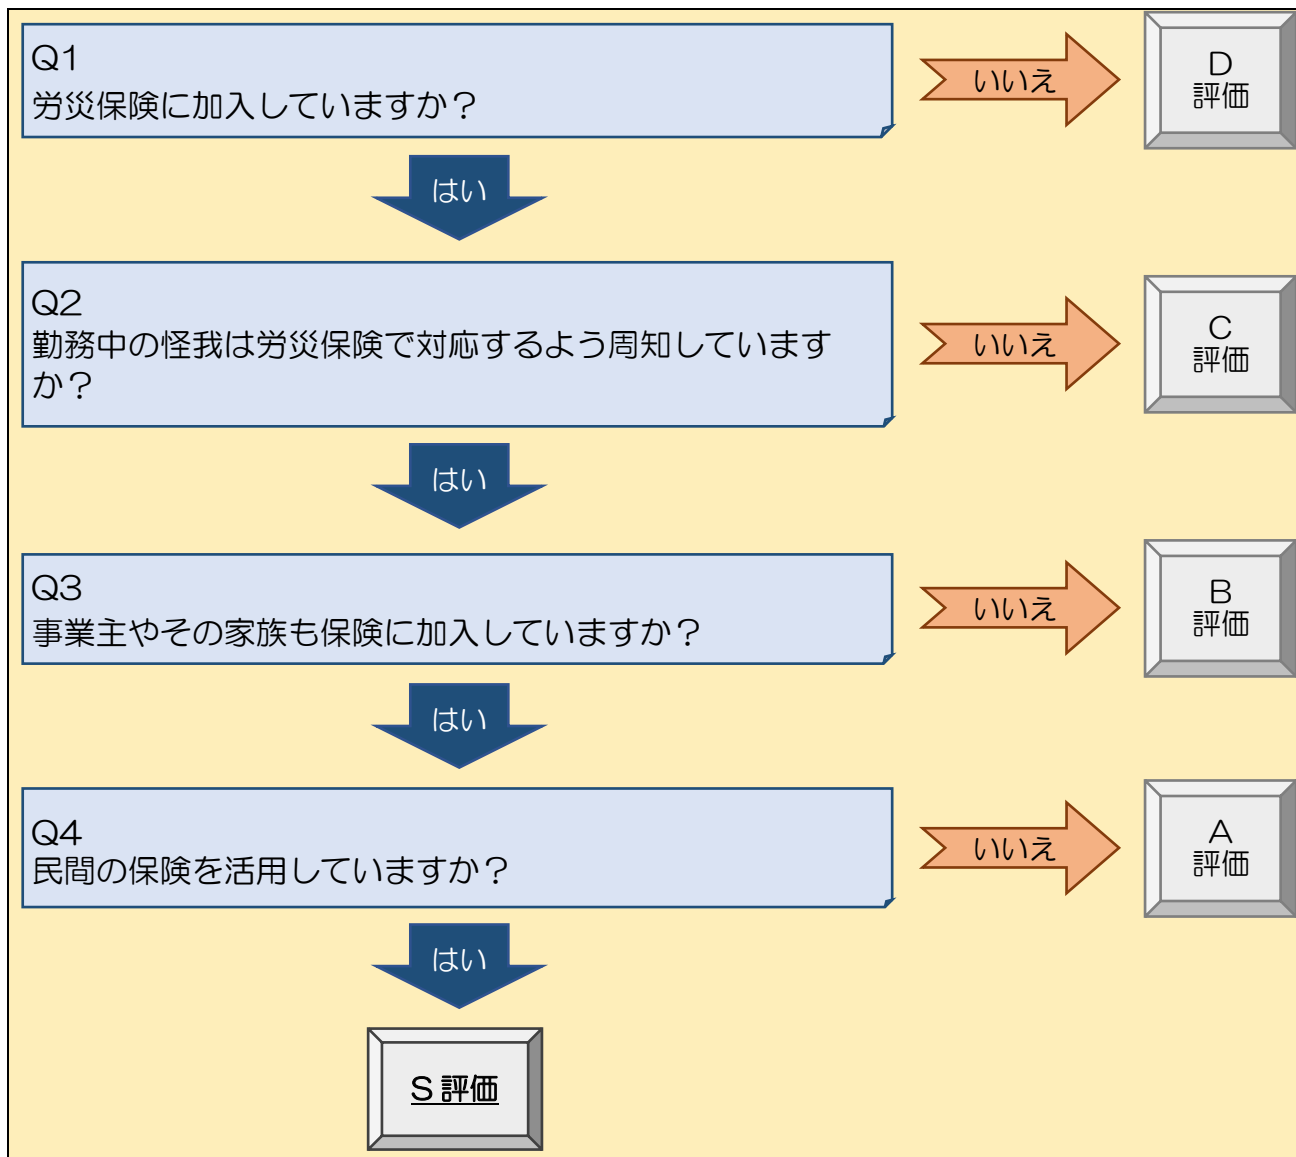 Q1
労災保険に加入していますか？
いいえ
D
評価
はい
Q2
勤務中の怪我は労災保険で対応するよう周知しています
か？
いいえ
C
評価
はい
Q3
事業主やその家族も保険に加入していますか？
いいえ
B
評価
はい
Q4
民間の保険を活用していますか？
いいえ
A
評価
はい
S 評価